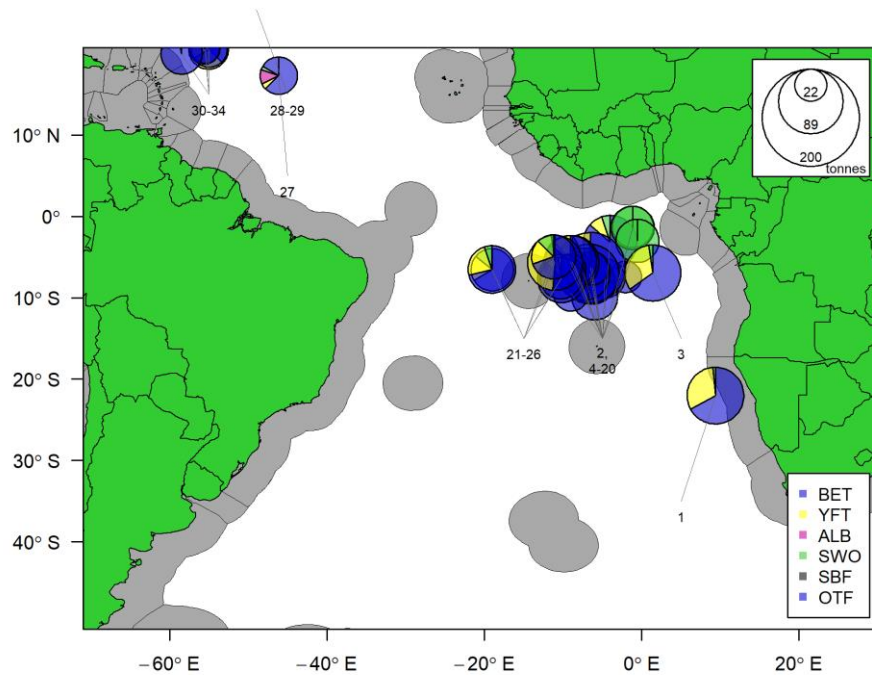 22
89
200
tonnes
30-34
28-29
27
21-26
2,
4-20
3
1
10° N
0°
10° S
20° S
30° S
40° S
−60° E
−40° E
−20° E
0° E
20° E
BET
YFT
ALB
SWO
SBF
OTF